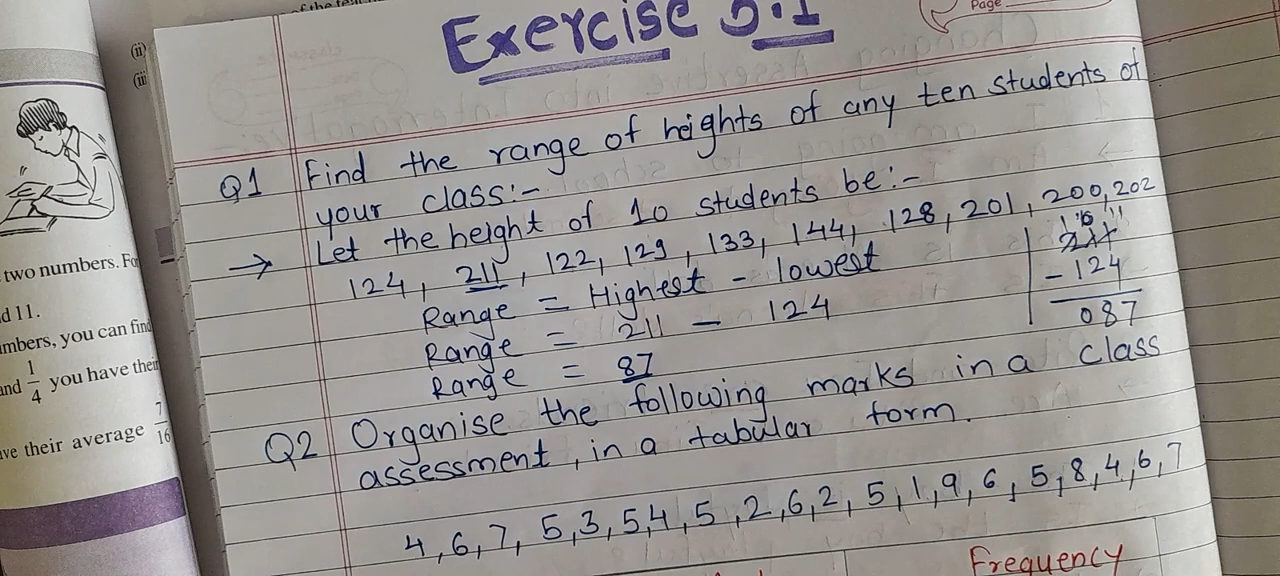 of the
(ii)
(iii
Page
Exercise 5.1
Q1 Find the range of heights of any ten students of
your class:-
→ Let the height of 10 students be:-
124, 211, 122, 129, 133, 144, 128, 201, 200, 202
Range = Highest - lowest
Range = 211 - 124
Range = 87
211
- 124
087
Q2 Organise the following marks in a class
assessment, in a tabular form.
4, 6, 7, 5, 3, 5, 4, 5, 2, 6, 2, 5, 1, 9, 6, 5, 8, 4, 6, 7
Frequency
two numbers. Fo
d 11.
mbers, you can find
and 1/4 you have their
ve their average 7/16